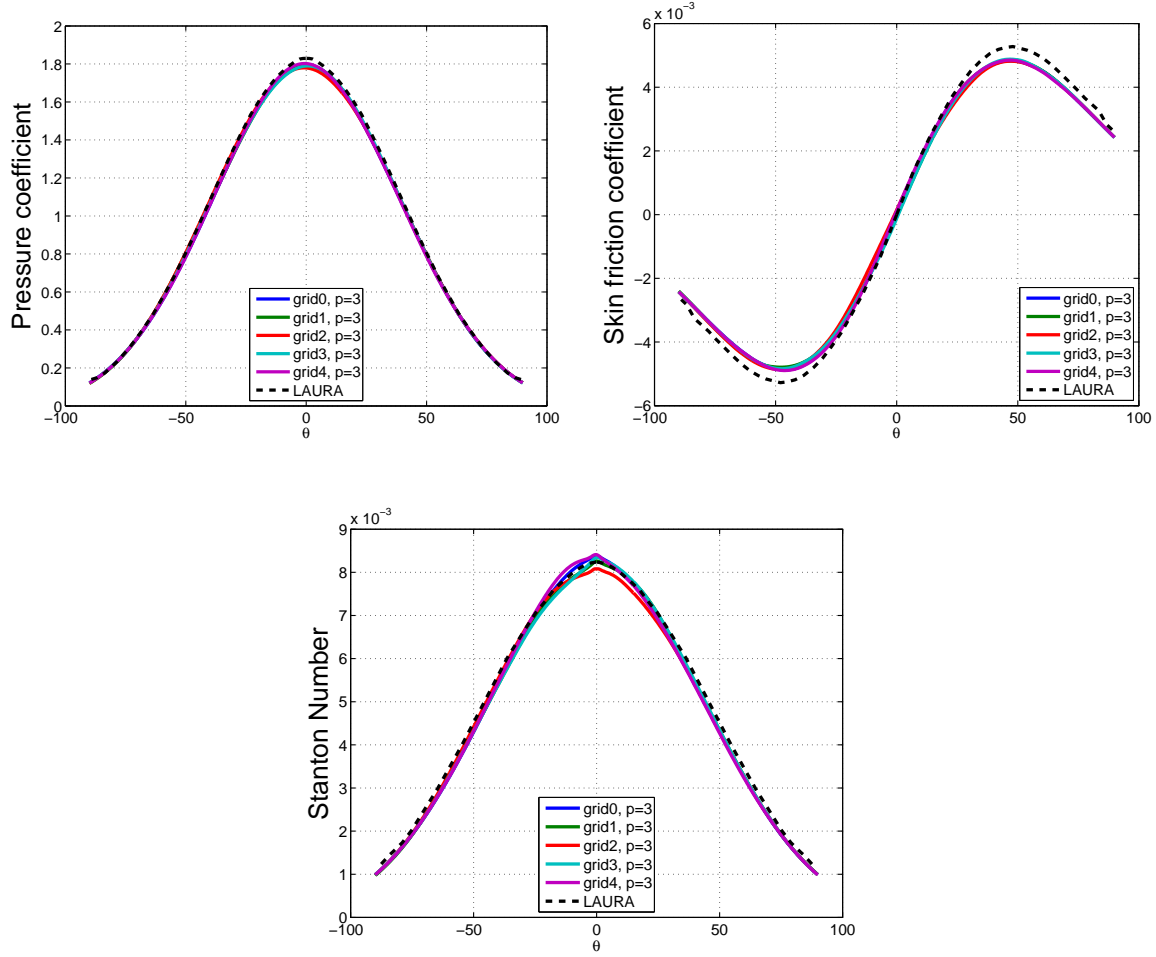 2
1.8
1.6
1.4
1.2
1
0.8
0.6
0.4
0.2
0
−100
−50
0
50
100
θ
Pressure coefficient
grid0, p=3
grid1, p=3
grid2, p=3
grid3, p=3
grid4, p=3
LAURA
x 10−3
6
4
2
0
−2
−4
−6
−100
−50
0
50
100
θ
Skin friction coefficient
grid0, p=3
grid1, p=3
grid2, p=3
grid3, p=3
grid4, p=3
LAURA
x 10−3
9
8
7
6
5
4
3
2
1
0
−100
−50
0
50
100
θ
Stanton Number
grid0, p=3
grid1, p=3
grid2, p=3
grid3, p=3
grid4, p=3
LAURA